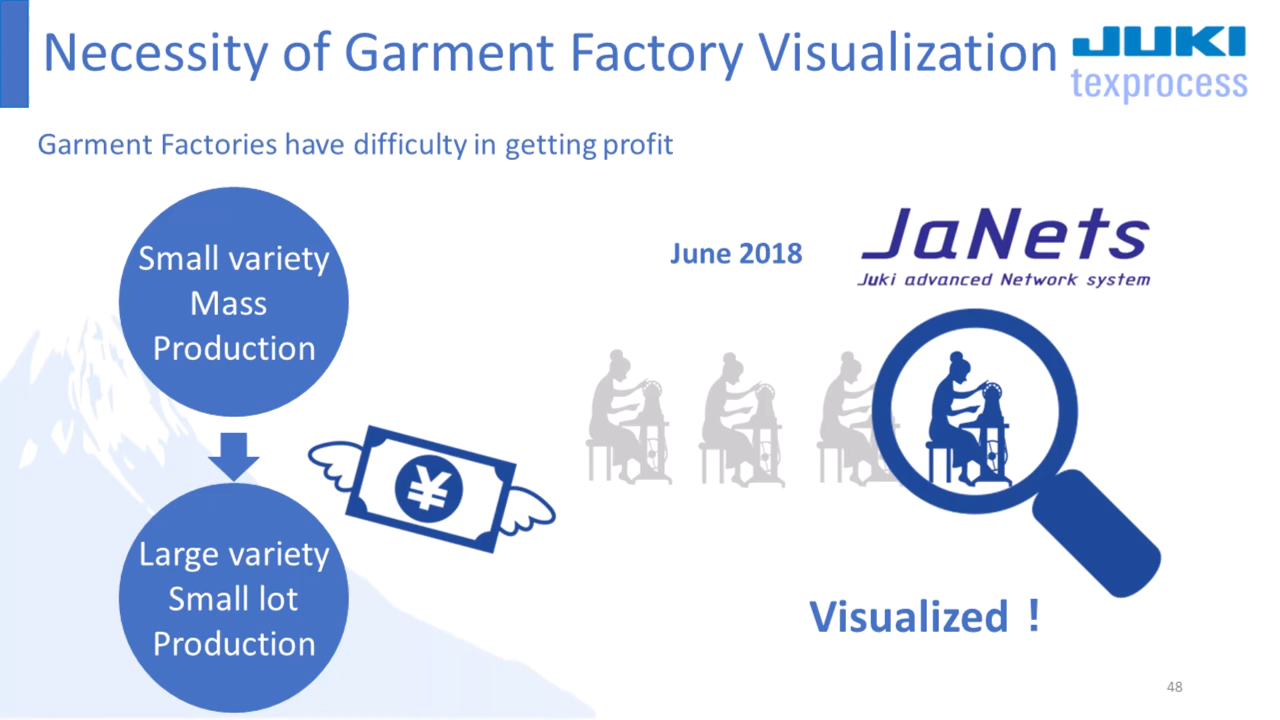 Necessity of Garment Factory Visualization
JUKI
texprocess
Garment Factories have difficulty in getting profit
Small variety
Mass
Production
June 2018
JaNets
Juki advanced Network system
¥
Large variety
Small lot
Production
Visualized !
48